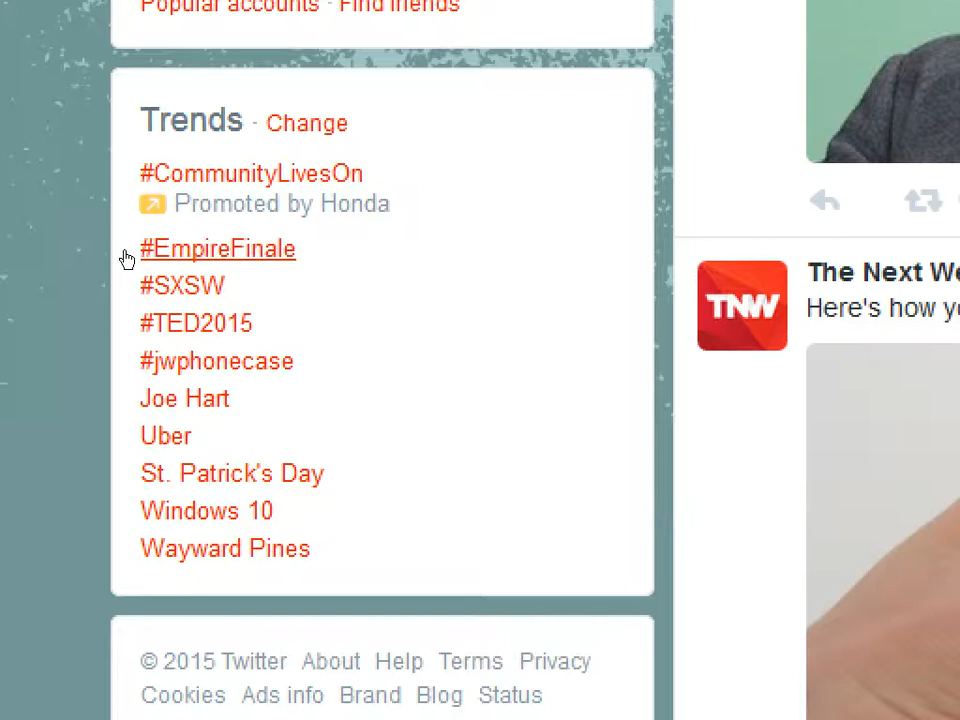 Popular accounts · Find friends
Trends · Change
#CommunityLivesOn
Promoted by Honda
#EmpireFinale
#SXSW
#TED2015
#jwphonecase
Joe Hart
Uber
St. Patrick's Day
Windows 10
Wayward Pines
© 2015 Twitter About Help Terms Privacy
Cookies Ads info Brand Blog Status
TNW
The Next We
Here's how yo